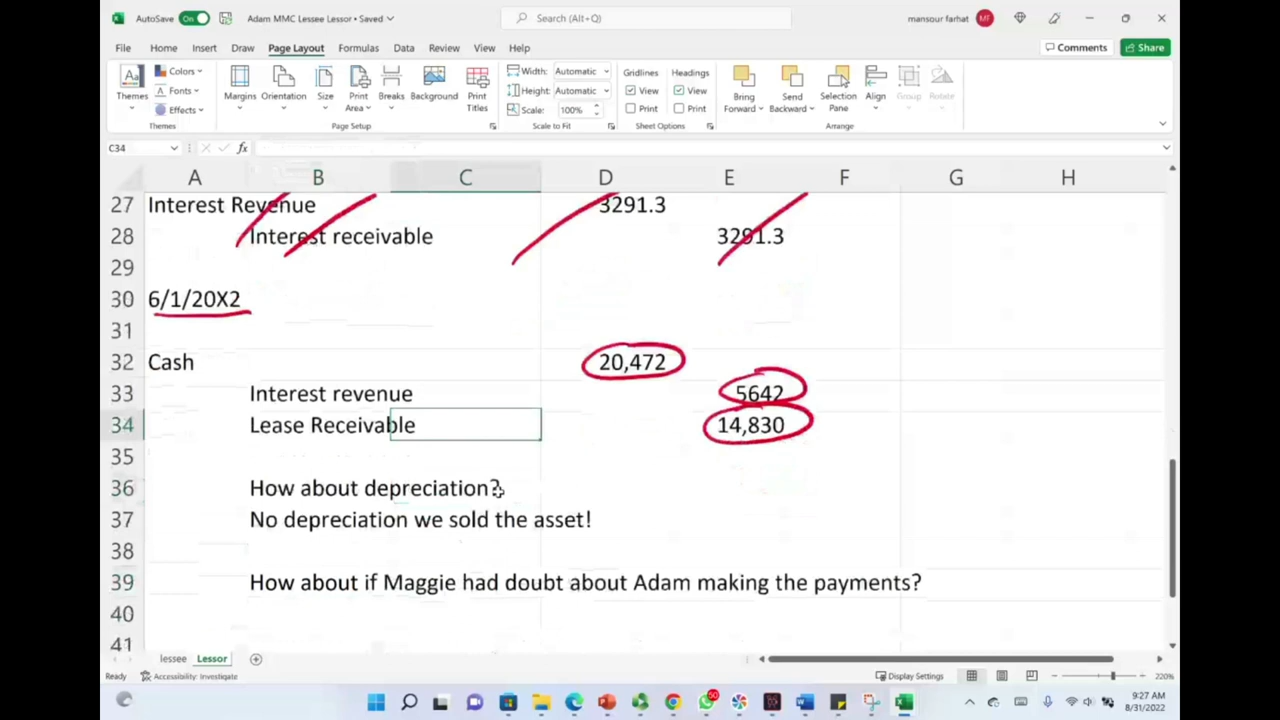 AutoSave On Adam MMC Lessee Lessor • Saved Search (Alt+Q) mansour farhat MF
File Home Insert Draw Page Layout Formulas Data Review View Help Comments Share
Themes Colors Fonts Effects Margins Orientation Size Print Area Breaks Background Print Titles Width: Automatic Height: Automatic Scale: 100% Gridlines View Print Headings View Print Bring Forward Send Backward Selection Pane Align Group Rotate
Themes Page Setup Scale to Fit Sheet Options Arrange
C34 fx
A B C D E F G H
27 Interest Revenue 3291.3
28 Interest receivable 3291.3
29
30 6/1/20X2
31
32 Cash 20,472
33 Interest revenue 5642
34 Lease Receivable 14,830
35
36 How about depreciation?
37 No depreciation we sold the asset!
38
39 How about if Maggie had doubt about Adam making the payments?
40
41
lessee Lessor
Ready Accessibility: Investigate Display Settings 220%
9:27 AM
8/31/2022